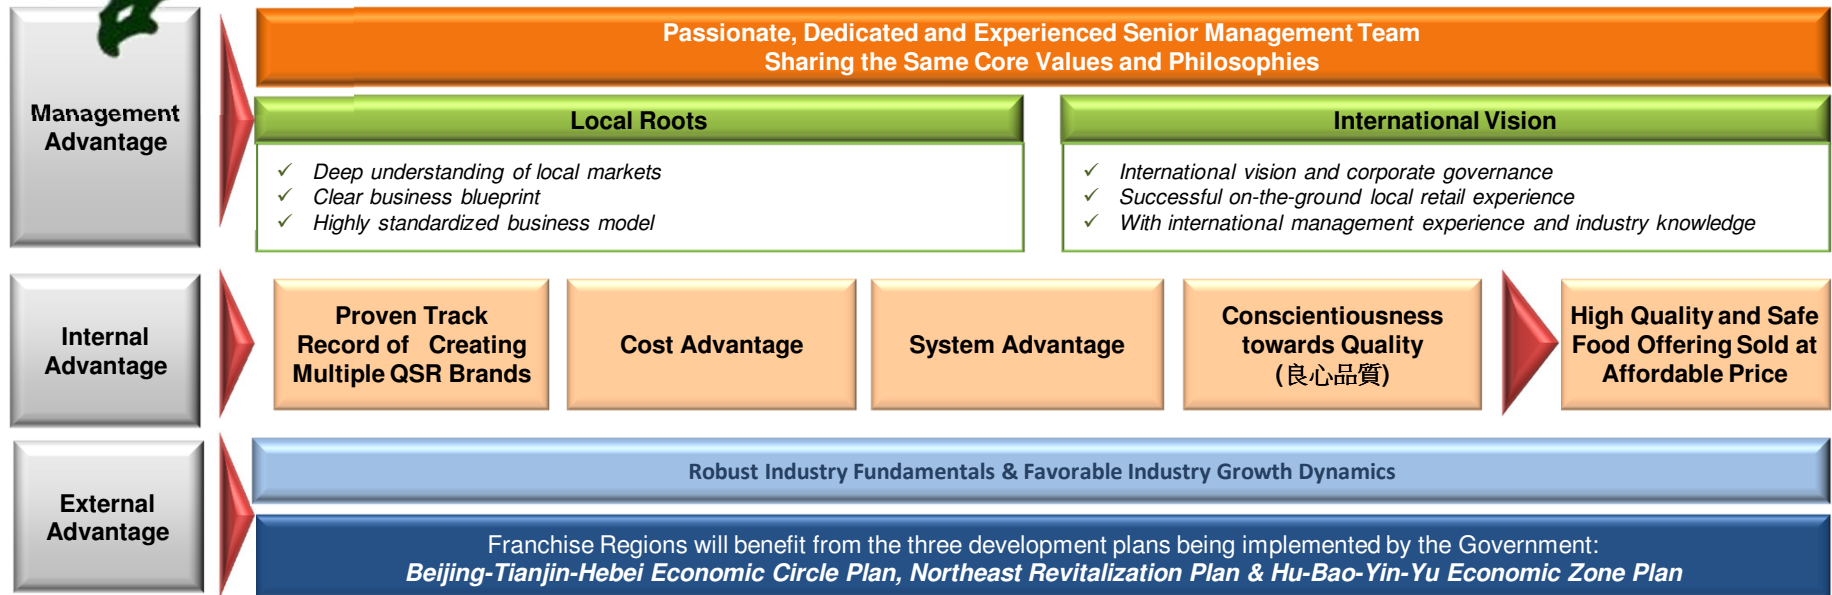 Passionate, Dedicated and Experienced Senior Management Team
Sharing the Same Core Values and Philosophies
Management
Advantage
Local Roots
✓ Deep understanding of local markets
✓ Clear business blueprint
✓ Highly standardized business model
International Vision
✓ International vision and corporate governance
✓ Successful on-the-ground local retail experience
✓ With international management experience and industry knowledge
Internal
Advantage
Proven Track
Record of Creating
Multiple QSR Brands
Cost Advantage
System Advantage
Conscientiousness
towards Quality
(良心品質)
High Quality and Safe
Food Offering Sold at
Affordable Price
External
Advantage
Robust Industry Fundamentals & Favorable Industry Growth Dynamics
Franchise Regions will benefit from the three development plans being implemented by the Government:
Beijing-Tianjin-Hebei Economic Circle Plan, Northeast Revitalization Plan & Hu-Bao-Yin-Yu Economic Zone Plan